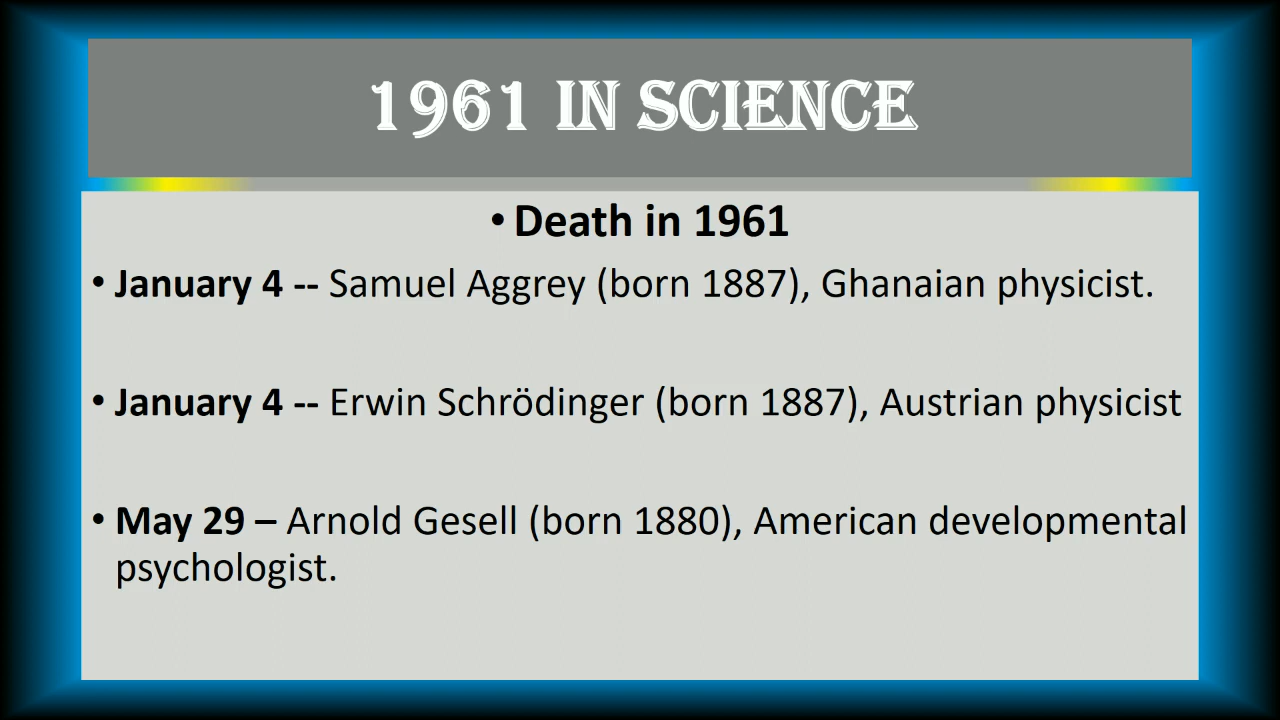 1961 IN SCIENCE
• Death in 1961
• January 4 -- Samuel Aggrey (born 1887), Ghanaian physicist.
• January 4 -- Erwin Schrödinger (born 1887), Austrian physicist
• May 29 – Arnold Gesell (born 1880), American developmental
psychologist.